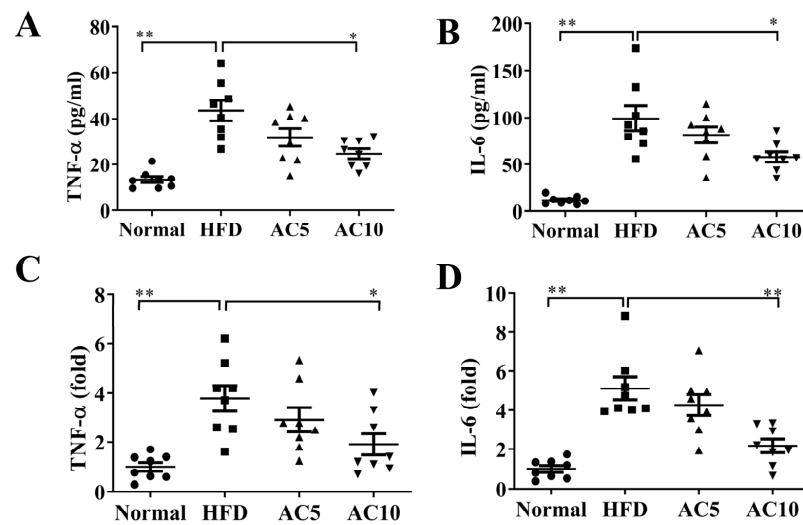 A
TNF-α (pg/ml)
80
60
40
20
0
**
*
Normal HFD AC5 AC10
B
IL-6 (pg/ml)
200
150
100
50
0
**
*
Normal HFD AC5 AC10
C
TNF-α (fold)
8
6
4
2
0
**
*
Normal HFD AC5 AC10
D
IL-6 (fold)
10
8
6
4
2
0
**
**
Normal HFD AC5 AC10